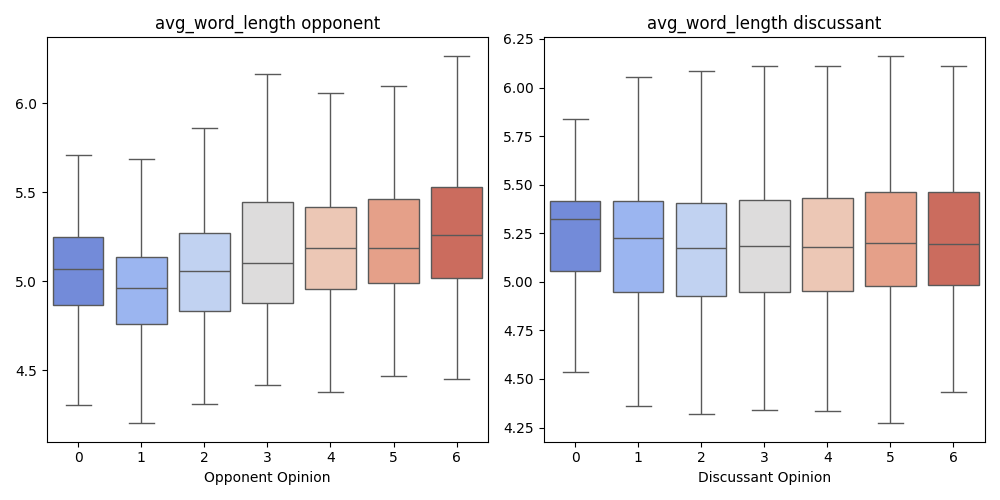 avg_word_length opponent
6.0
5.5
5.0
4.5
0 1 2 3 4 5 6
Opponent Opinion
avg_word_length discussant
6.25
6.00
5.75
5.50
5.25
5.00
4.75
4.50
4.25
0 1 2 3 4 5 6
Discussant Opinion